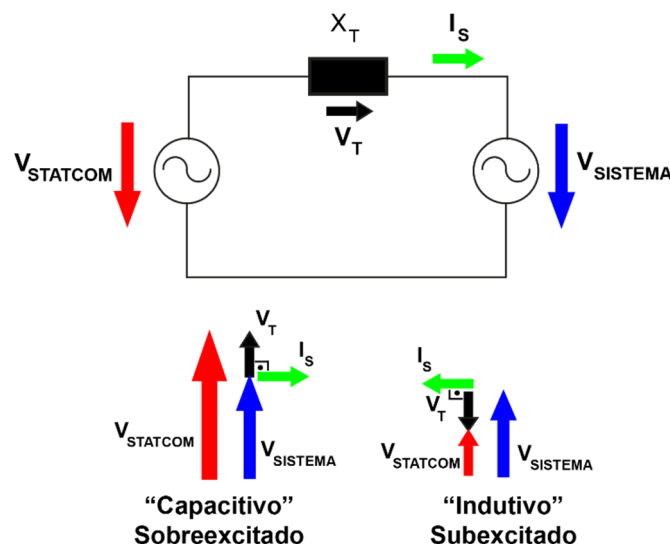 X_T
I_S
V_T
V_STATCOM
V_SISTEMA
V_T
I_S
V_STATCOM
V_SISTEMA
"Capacitivo"
Sobreexcitado
I_S
V_T
V_STATCOM
V_SISTEMA
"Indutivo"
Subexcitado